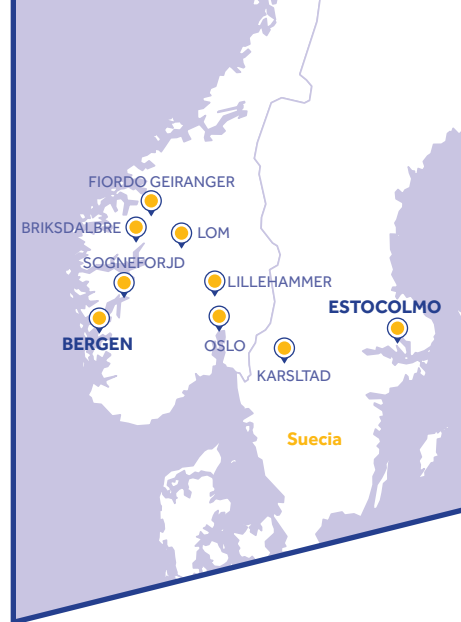 FIORDO GEIRANGER
BRIKSDALBRE
LOM
SOGNEFORJD
LILLEHAMMER
ESTOCOLMO
BERGEN
OSLO
KARSLTAD
Suecia